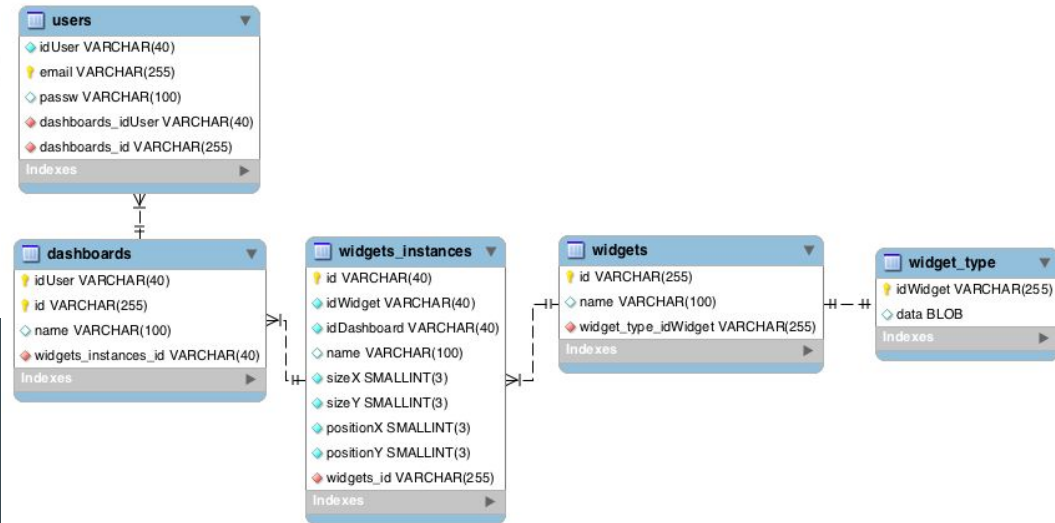 users
idUser VARCHAR(40)
email VARCHAR(255)
passw VARCHAR(100)
dashboards_idUser VARCHAR(40)
dashboards_id VARCHAR(255)
Indexes
dashboards
idUser VARCHAR(40)
id VARCHAR(255)
name VARCHAR(100)
widgets_instances_id VARCHAR(40)
Indexes
widgets_instances
id VARCHAR(40)
idWidget VARCHAR(40)
idDashboard VARCHAR(40)
name VARCHAR(100)
sizeX SMALLINT(3)
sizeY SMALLINT(3)
positionX SMALLINT(3)
positionY SMALLINT(3)
widgets_id VARCHAR(255)
Indexes
widgets
id VARCHAR(255)
name VARCHAR(100)
widget_type_idWidget VARCHAR(255)
Indexes
widget_type
idWidget VARCHAR(255)
data BLOB
Indexes